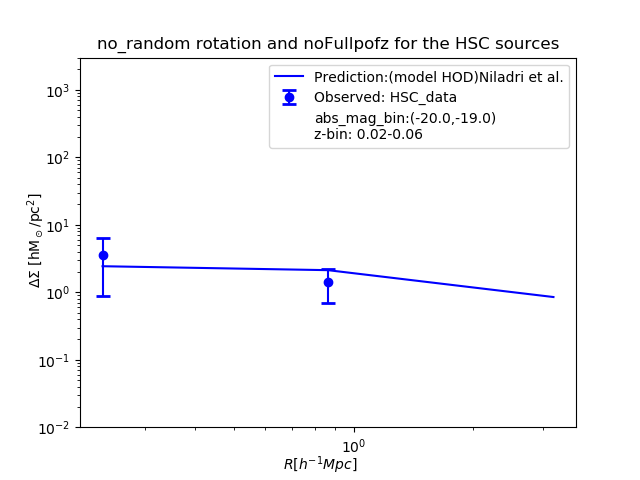 no_random rotation and noFullpofz for the HSC sources
Prediction:(model HOD)Niladri et al.
Observed: HSC_data
abs_mag_bin:(-20.0,-19.0)
z-bin: 0.02-0.06
10³
10²
10¹
10⁰
10⁻¹
10⁻²
ΔΣ [hM⊙/pc²]
10⁰
R[h⁻¹Mpc]